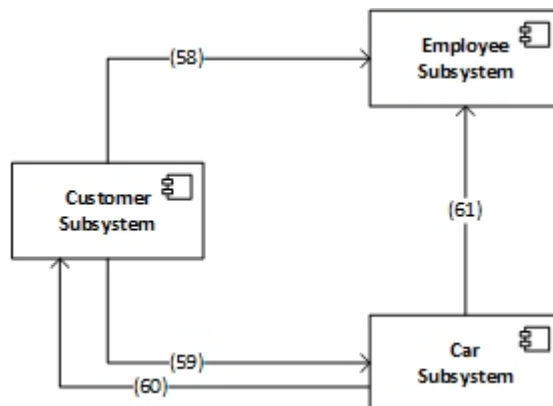 Employee
Subsystem
(58)
Customer
Subsystem
(61)
(59)
(60)
Car
Subsystem